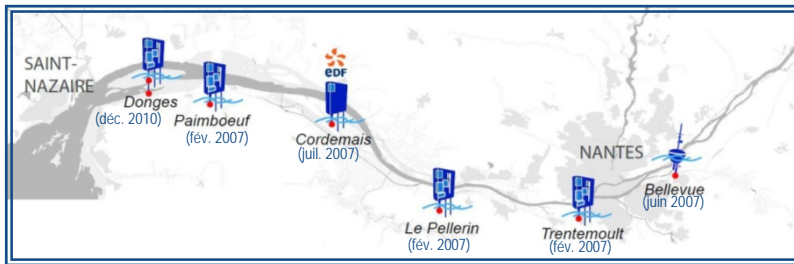 SAINT-
NAZAIRE
Donges
(déc. 2010)
Paimboeuf
(fév. 2007)
eDF
Cordemais
(juil. 2007)
Le Pellerin
(fév. 2007)
NANTES
Trentemoult
(fév. 2007)
Bellevue
(juin 2007)